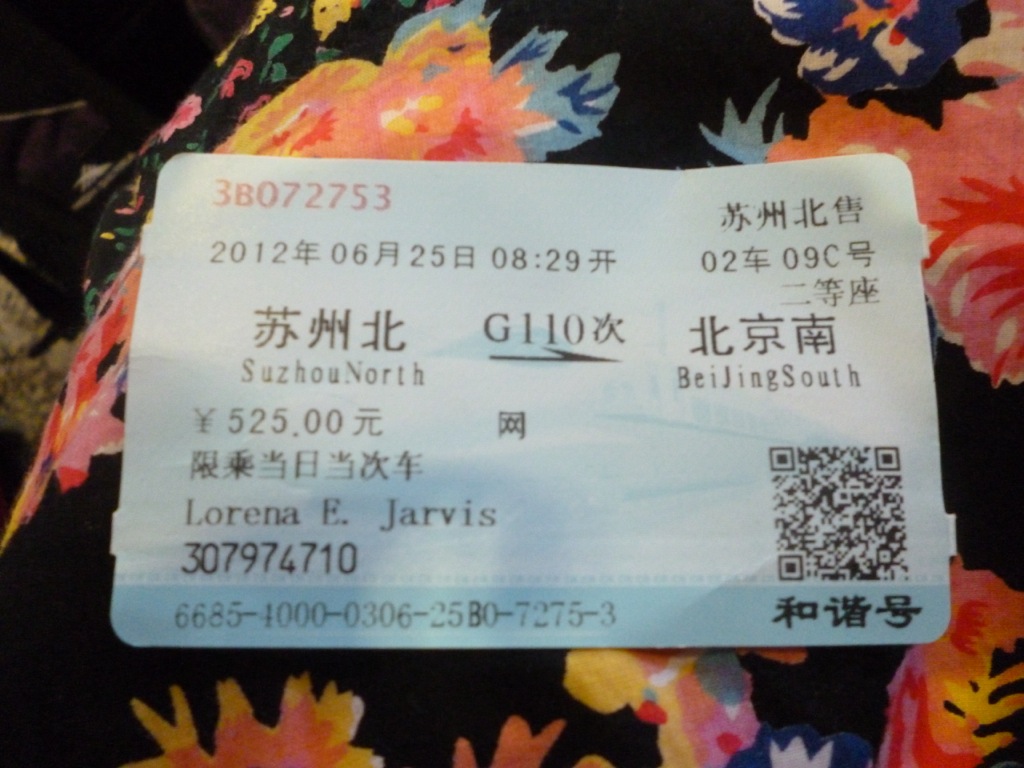 3B072753
苏州北售
2012年 06月 25日 08:29 开
02车 09C号
二等座
苏州北 G110次 北京南
SuzhouNorth BeiJingSouth
￥525.00元 网
限乘当日当次车
Lorena E. Jarvis
307974710
6685-4000-0306-25B0-7275-3 和谐号